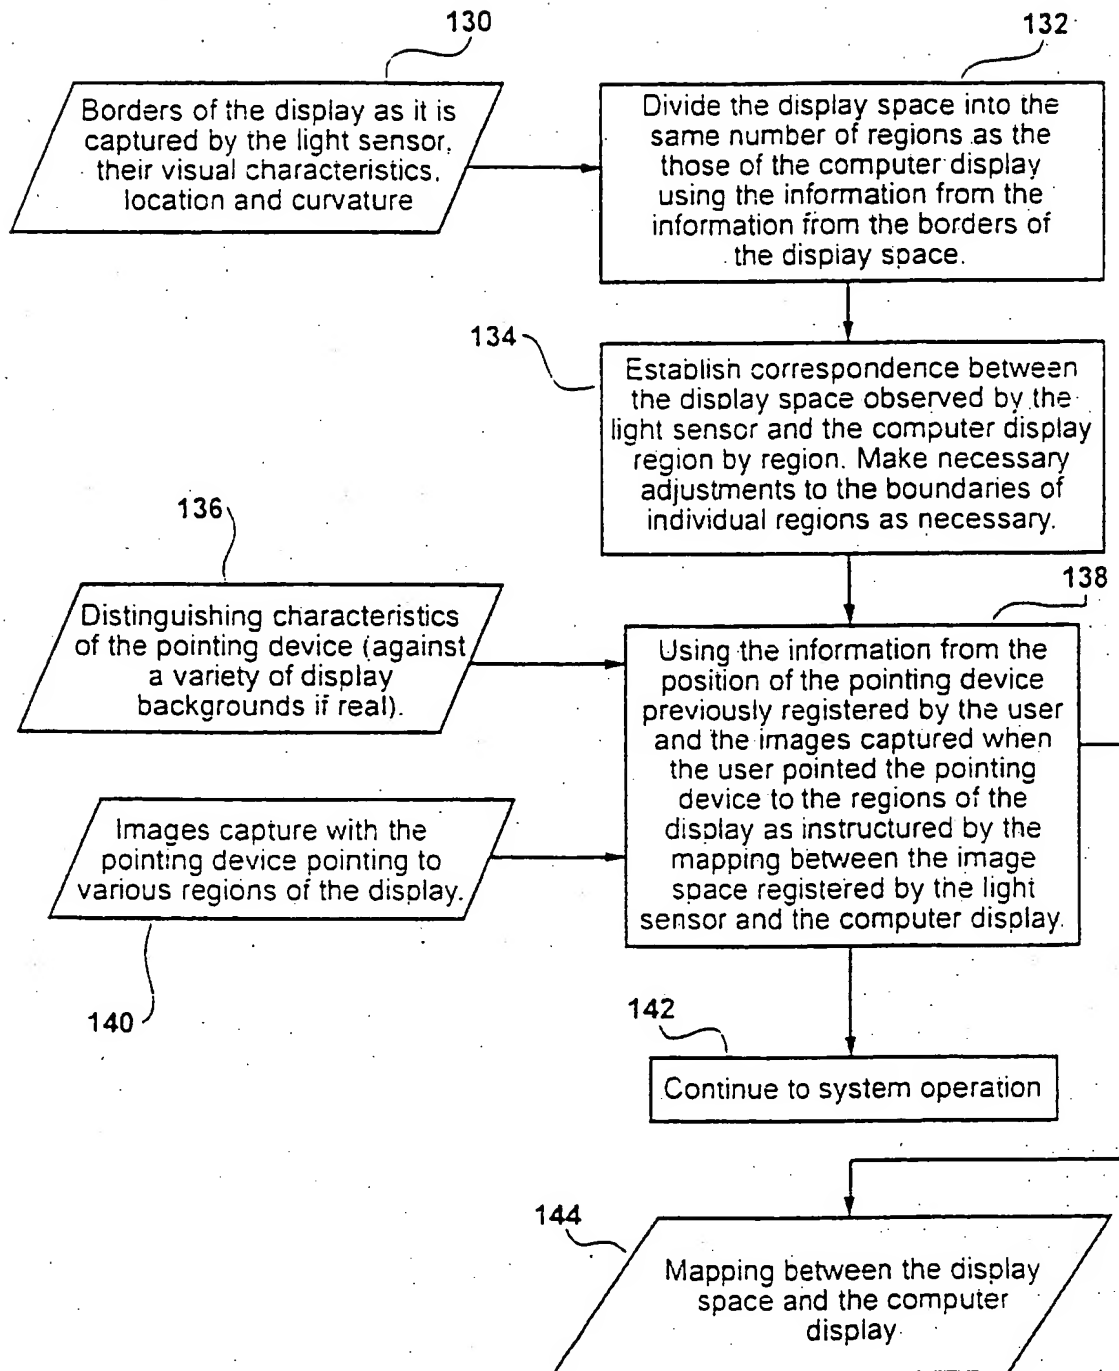 130
Borders of the display as it is
captured by the light sensor,
their visual characteristics,
location and curvature
132
Divide the display space into the
same number of regions as the
those of the computer display
using the information from the
information from the borders of
the display space.
134
Establish correspondence between
the display space observed by the
light sensor and the computer display
region by region. Make necessary
adjustments to the boundaries of
individual regions as necessary.
136
Distinguishing characteristics
of the pointing device (against
a variety of display
backgrounds if real).
138
Using the information from the
position of the pointing device
previously registered by the user
and the images captured when
the user pointed the pointing
device to the regions of the
display as instructured by the
mapping between the image
space registered by the light
sensor and the computer display.
Images capture with the
pointing device pointing to
various regions of the display.
140
142
Continue to system operation
144
Mapping between the display
space and the computer
display